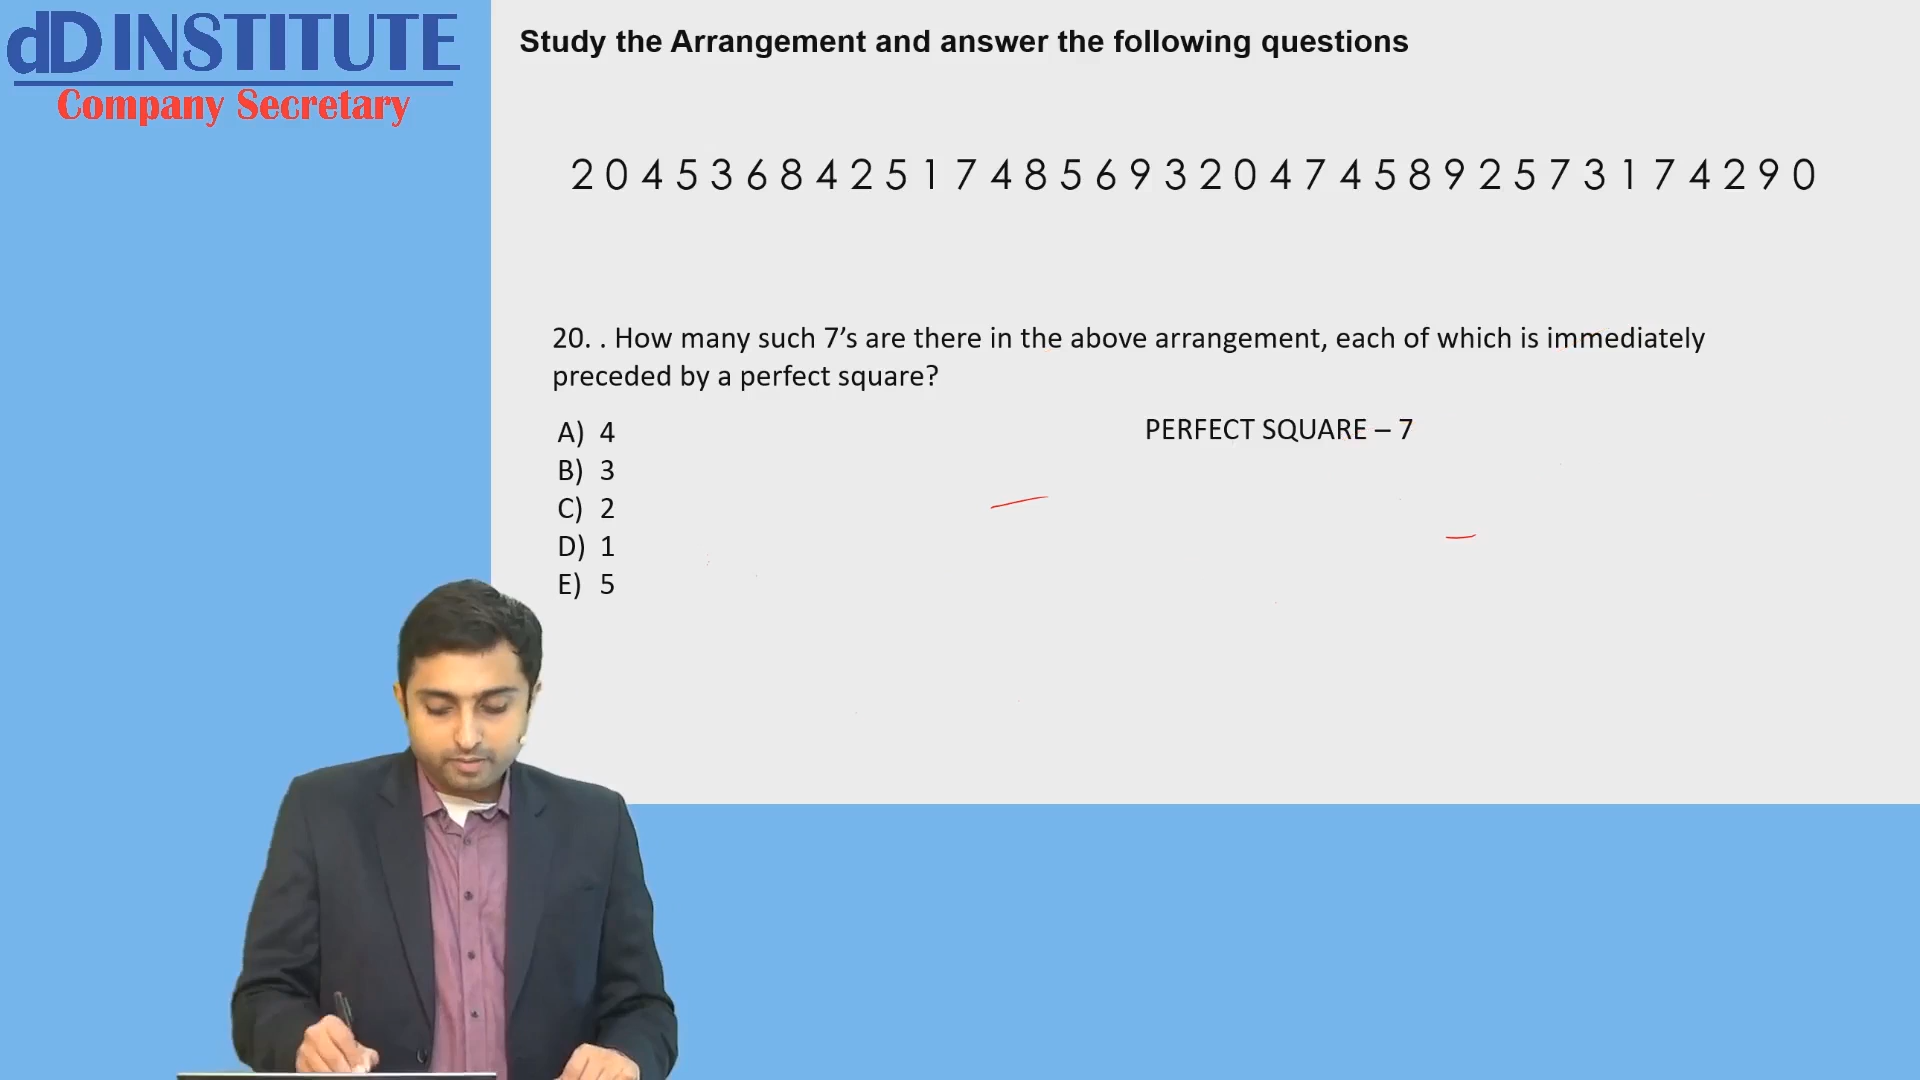 dD INSTITUTE
Company Secretary
Study the Arrangement and answer the following questions
2 0 4 5 3 6 8 4 2 5 1 7 4 8 5 6 9 3 2 0 4 7 4 5 8 9 2 5 7 3 1 7 4 2 9 0
20. . How many such 7’s are there in the above arrangement, each of which is immediately
preceded by a perfect square?
A) 4
B) 3
C) 2
D) 1
E) 5
PERFECT SQUARE – 7